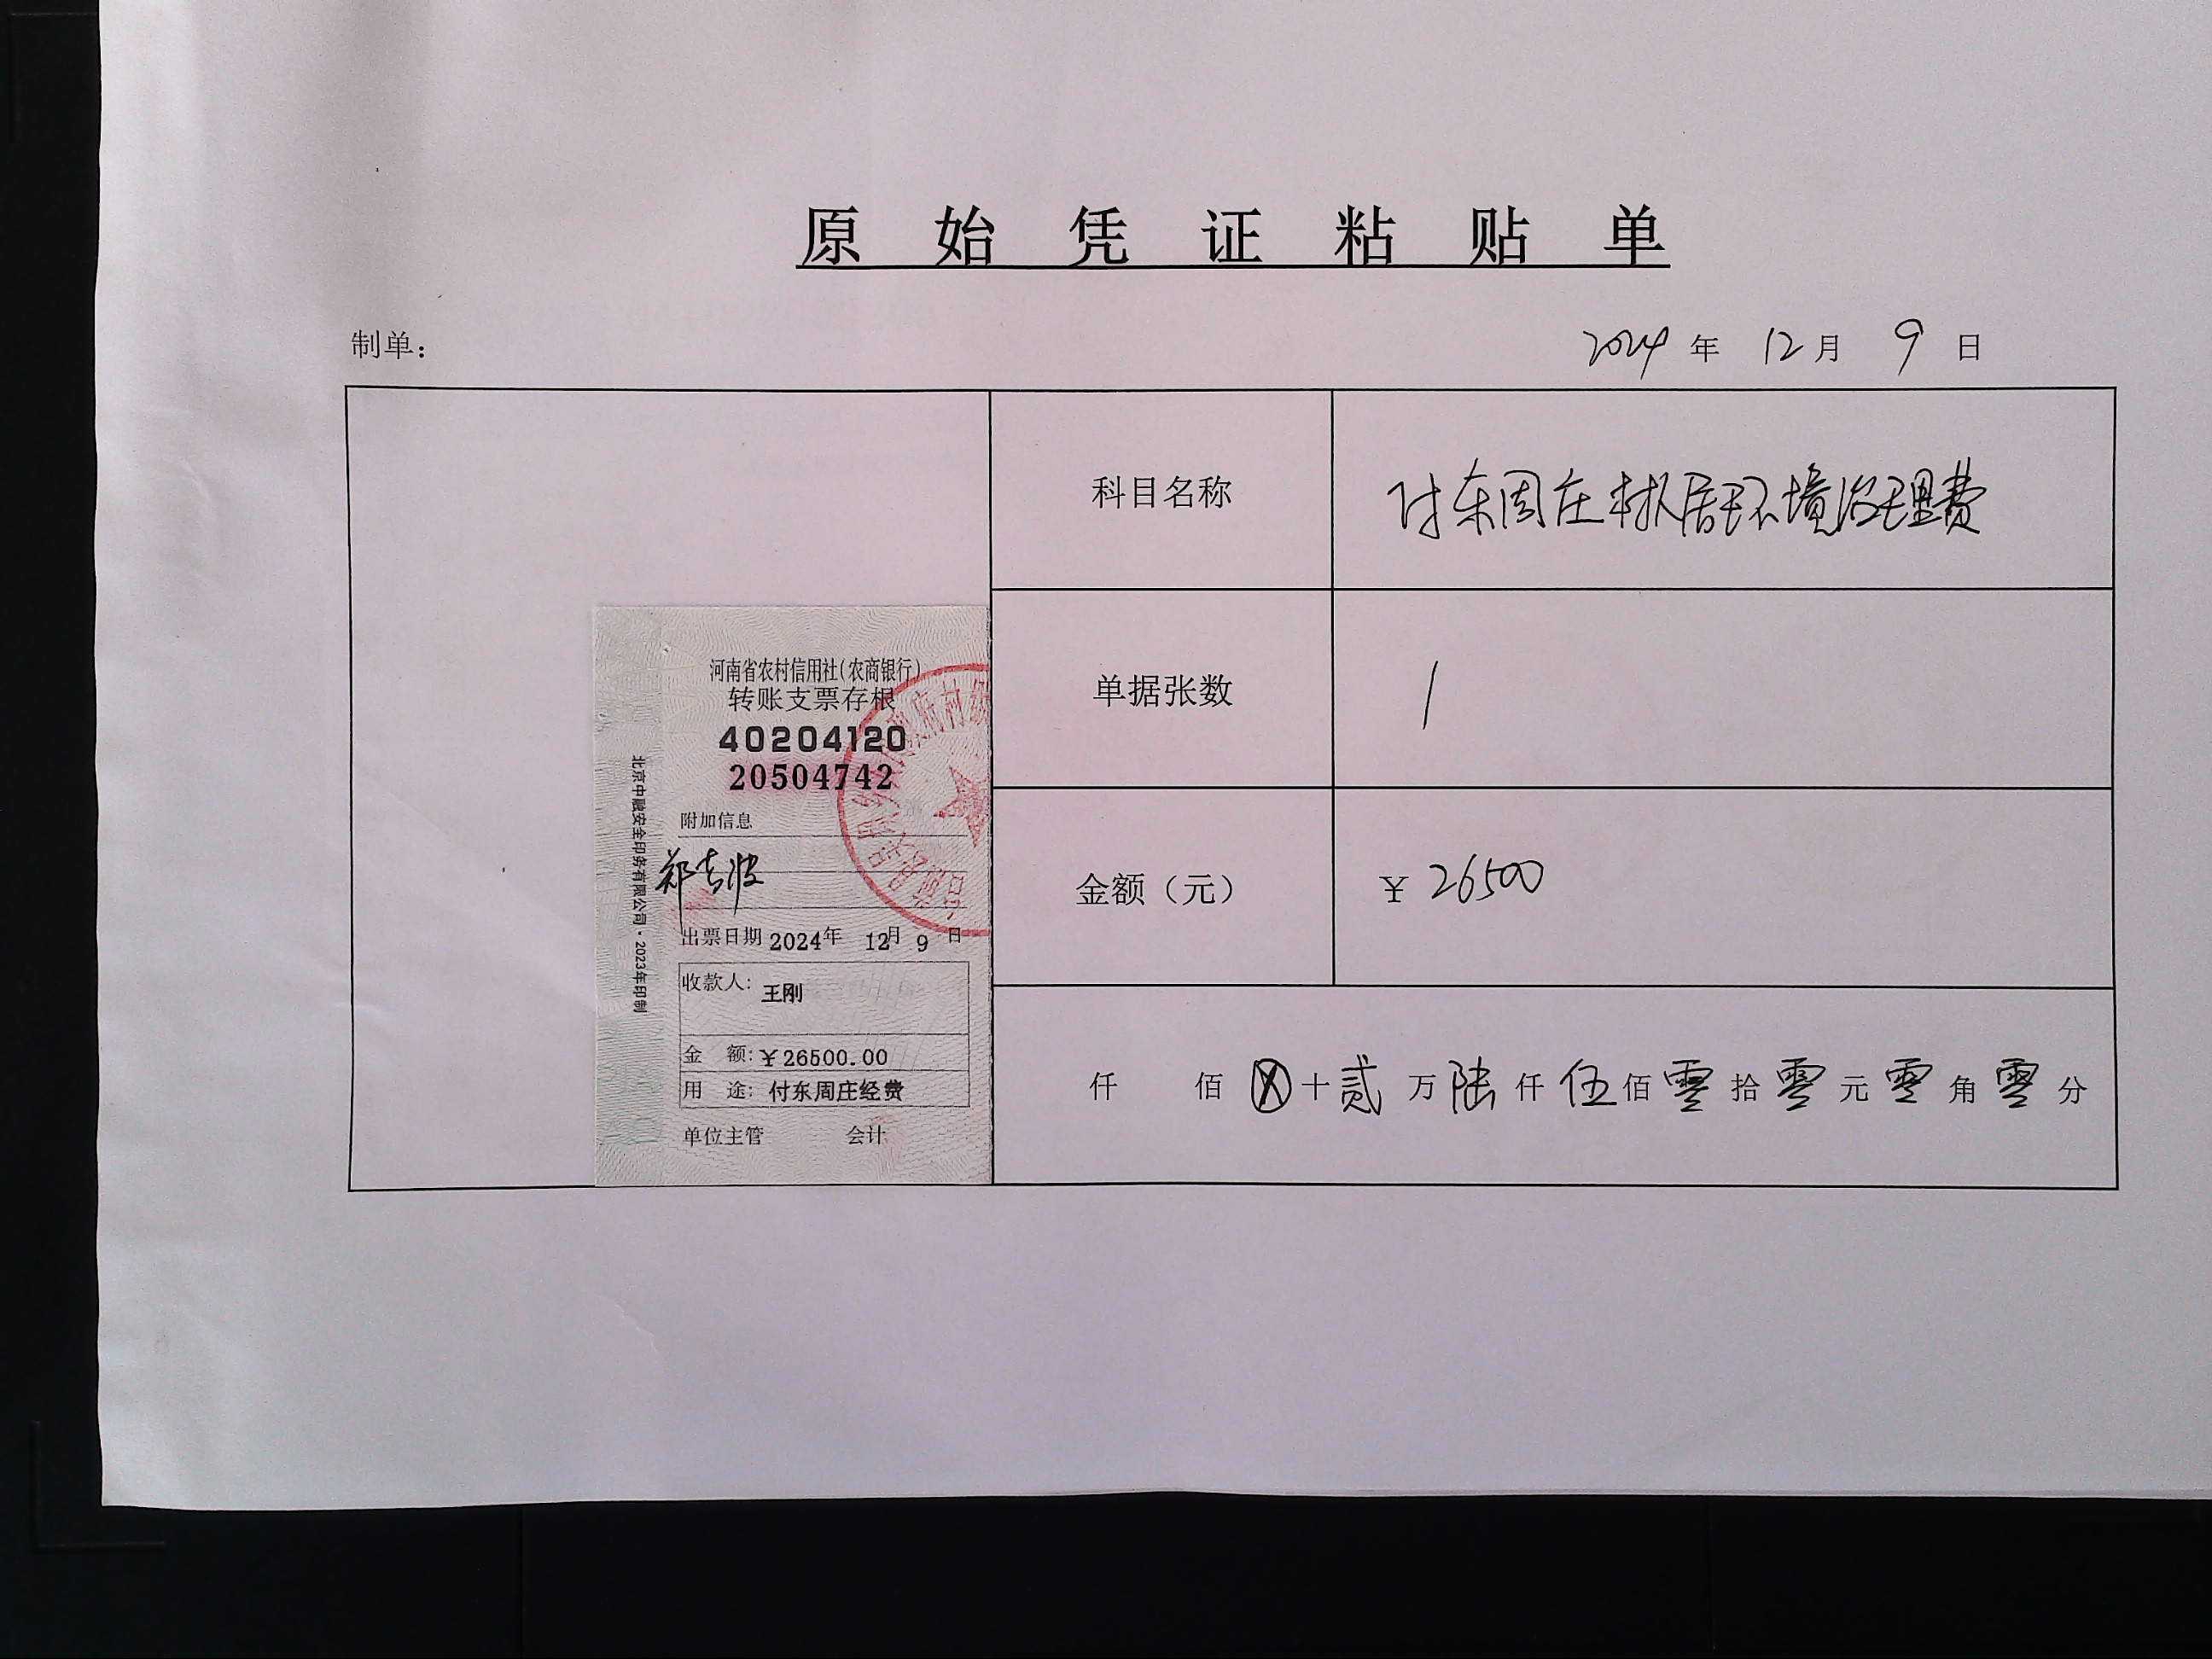 原始凭证粘贴单
制单：
2024年 12月 9日
科目名称 付东周庄村人居环境治理费
单据张数 1
金额（元） ¥ 26500
仟 佰 ⊗十贰万陆仟伍佰零拾零元零角零分
河南省农村信用社(农商银行)
转账支票存根
40204120
20504742
附加信息
出票日期 2024年 12月 9日
收款人：王刚
金 额：¥26500.00
用 途：付东周庄经费
单位主管 会计
北京中融安全印务有限公司·2023年印制